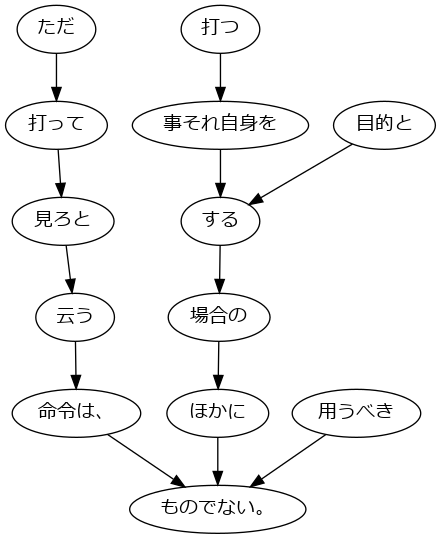 ただ
打つ
打って
事それ自身を
目的と
見ろと
する
云う
場合の
命令は、
ほかに
用うべき
ものでない。